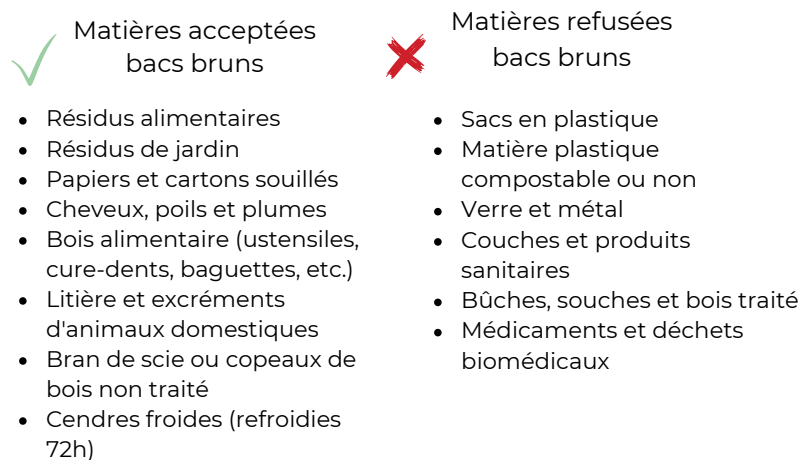 Matières acceptées
bacs bruns
• Résidus alimentaires
• Résidus de jardin
• Papiers et cartons souillés
• Cheveux, poils et plumes
• Bois alimentaire (ustensiles,
cure-dents, baguettes, etc.)
• Litière et excréments
d'animaux domestiques
• Bran de scie ou copeaux de
bois non traité
• Cendres froides (refroidies
72h)
Matières refusées
bacs bruns
• Sacs en plastique
• Matière plastique
compostable ou non
• Verre et métal
• Couches et produits
sanitaires
• Bûches, souches et bois traité
• Médicaments et déchets
biomédicaux